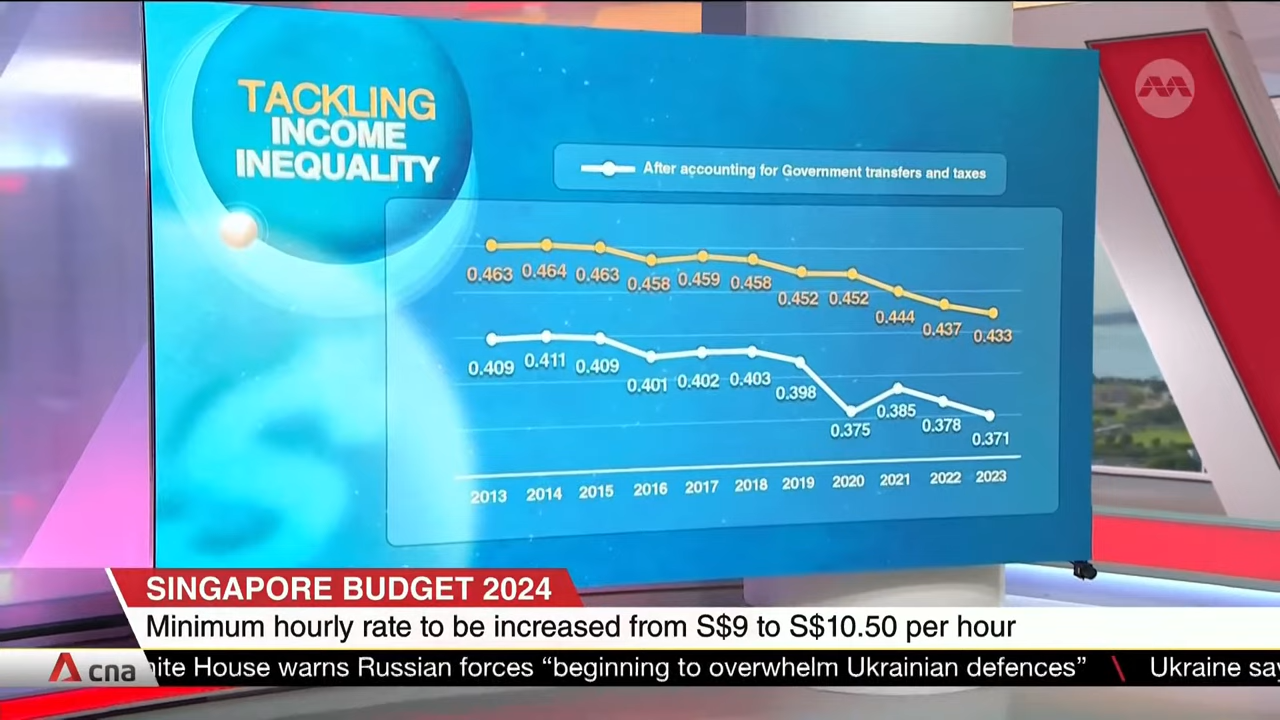 TACKLING
INCOME
INEQUALITY
After accounting for Government transfers and taxes
0.463 0.464 0.463 0.458 0.459 0.458 0.452 0.452 0.444 0.437 0.433
0.409 0.411 0.409 0.401 0.402 0.403 0.398 0.375 0.385 0.378 0.371
2013 2014 2015 2016 2017 2018 2019 2020 2021 2022 2023
SINGAPORE BUDGET 2024
Minimum hourly rate to be increased from S$9 to S$10.50 per hour
cna ite House warns Russian forces “beginning to overwhelm Ukrainian defences” \ Ukraine say